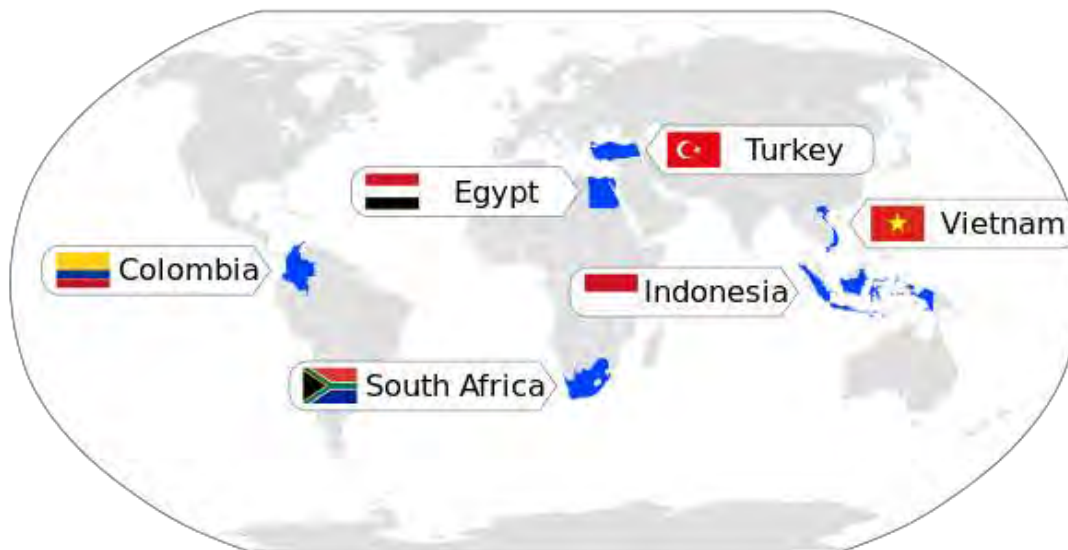 Turkey
Egypt
Vietnam
Colombia
Indonesia
South Africa